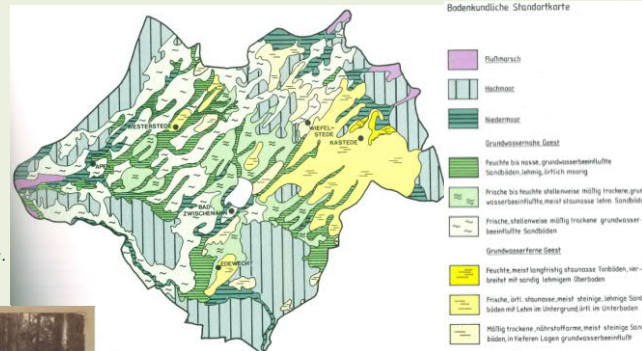 Bodenkundliche Standortkarte
Flußmarsch
Hochmoor
Niedermoor
Grundwassernahe Geest
Feuchte bis nasse, grundwasserbeeinflußte
Sandböden, lehmig, örtlich moorig
Frische bis feuchte stellenweise mäßig trockene, grund
wasserbeeinflußte, meist staunasse lehm. Sandböden
Frische, stellenweise mäßig trockene grundwasser-
beeinflußte Sandböden
Grundwasserferne Geest
Feuchte, meist langfristig staunasse Tonböden, ver-
breitet mit sandig lehmigem Oberboden
Frische, örtl. staunasse, meist steinige, lehmige Sand
böden mit Lehm im Untergrund, örtl. im Unterboden
Mäßig trockene, nährstoffarme, meist steinige Sand
böden, in tieferen Lagen grundwasserbeeinflußt
WESTERSTEDE
WIEFEL-
STEDE
RASTEDE
APEN
BAD
ZWISCHENAHN
EDEWECHT